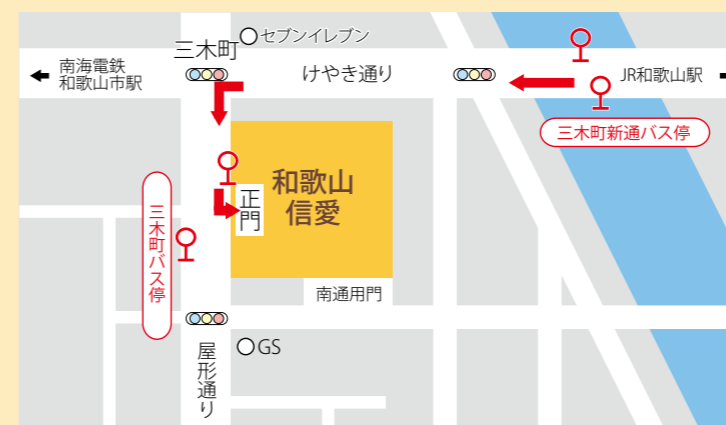 三木町
セブンイレブン
南海電鉄
和歌山市駅
けやき通り
JR和歌山駅
三木町新通バス停
和歌山
信愛
正門
三木町バス停
南通用門
GS
屋形通り